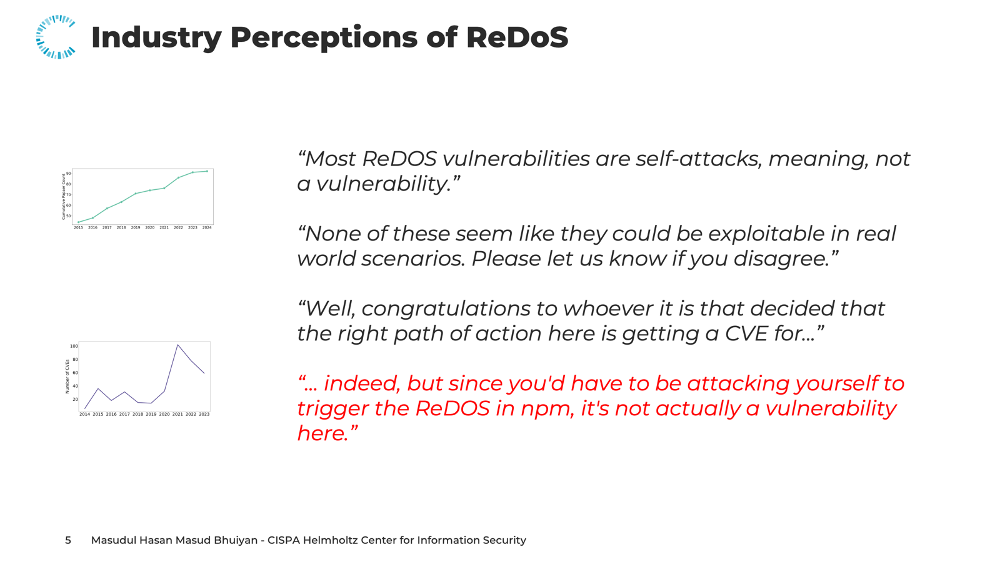 Industry Perceptions of ReDoS
“Most ReDOS vulnerabilities are self-attacks, meaning, not
a vulnerability.”
“None of these seem like they could be exploitable in real
world scenarios. Please let us know if you disagree.”
“Well, congratulations to whoever it is that decided that
the right path of action here is getting a CVE for...”
“... indeed, but since you'd have to be attacking yourself to
trigger the ReDOS in npm, it's not actually a vulnerability
here.”
Cumulative Papaer Count
90
80
70
60
50
2015 2016 2017 2018 2019 2020 2021 2022 2023 2024
Number of CVEs
100
80
60
40
20
2014 2015 2016 2017 2018 2019 2020 2021 2022 2023
5 Masudul Hasan Masud Bhuiyan - CISPA Helmholtz Center for Information Security